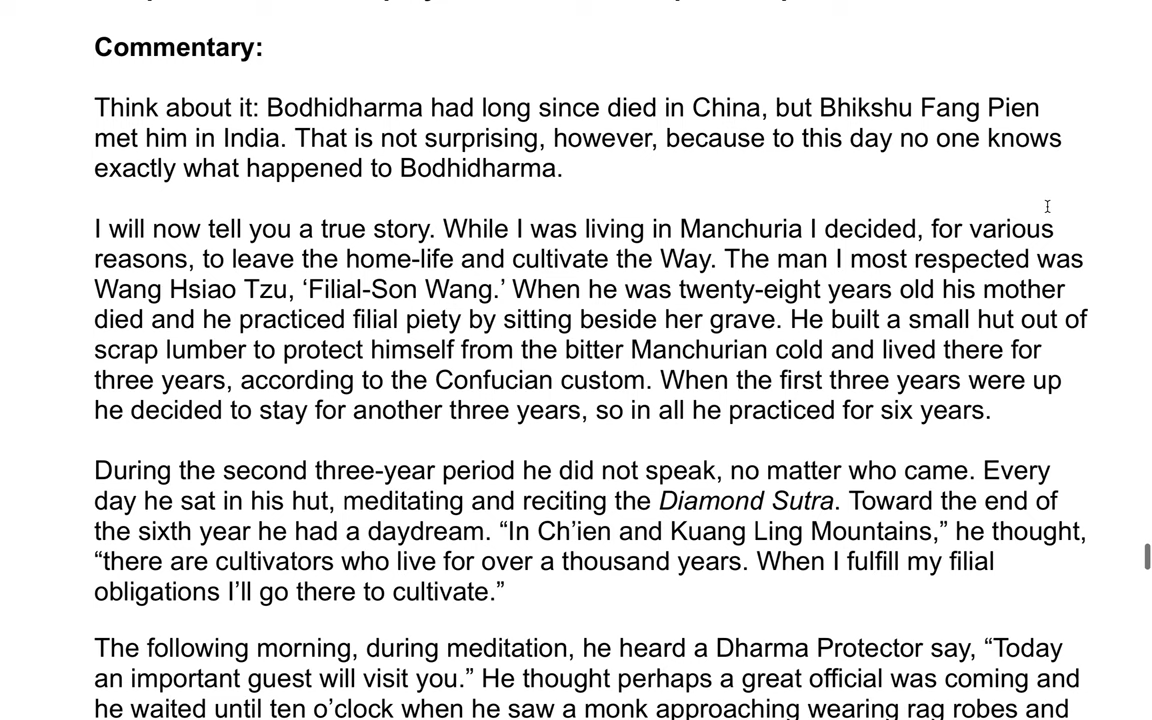 Commentary:
Think about it: Bodhidharma had long since died in China, but Bhikshu Fang Pien
met him in India. That is not surprising, however, because to this day no one knows
exactly what happened to Bodhidharma.
I will now tell you a true story. While I was living in Manchuria I decided, for various
reasons, to leave the home-life and cultivate the Way. The man I most respected was
Wang Hsiao Tzu, ‘Filial-Son Wang.’ When he was twenty-eight years old his mother
died and he practiced filial piety by sitting beside her grave. He built a small hut out of
scrap lumber to protect himself from the bitter Manchurian cold and lived there for
three years, according to the Confucian custom. When the first three years were up
he decided to stay for another three years, so in all he practiced for six years.
During the second three-year period he did not speak, no matter who came. Every
day he sat in his hut, meditating and reciting the Diamond Sutra. Toward the end of
the sixth year he had a daydream. “In Ch’ien and Kuang Ling Mountains,” he thought,
“there are cultivators who live for over a thousand years. When I fulfill my filial
obligations I’ll go there to cultivate.”
The following morning, during meditation, he heard a Dharma Protector say, “Today
an important guest will visit you.” He thought perhaps a great official was coming and
he waited until ten o’clock when he saw a monk approaching wearing rag robes and